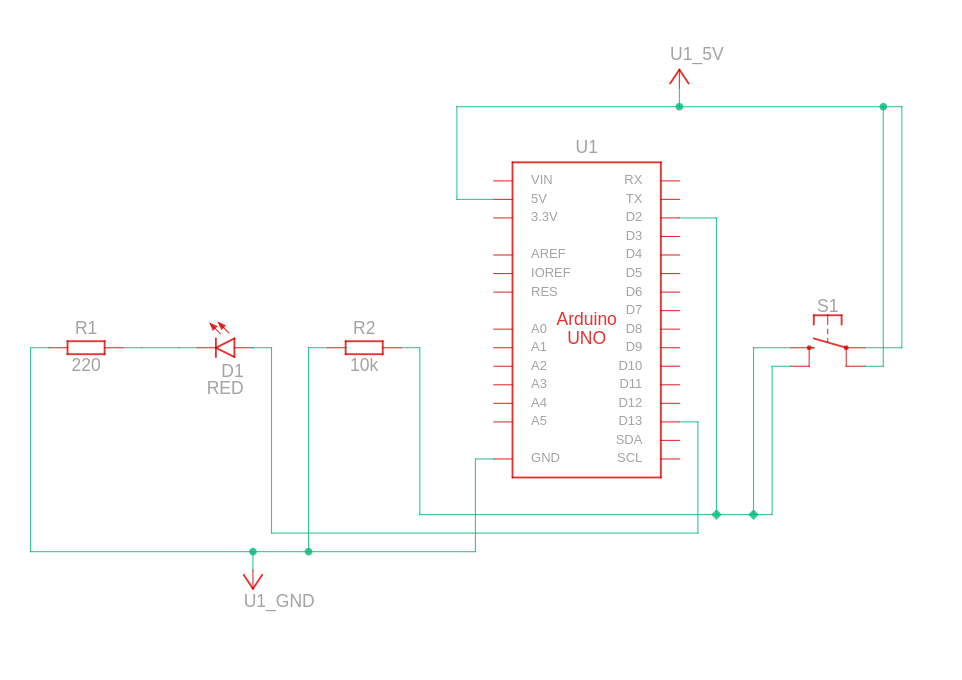 U1_5V
U1
VIN RX
5V TX
3.3V D2
D3
AREF D4
IOREF D5
RES D6
D7
Arduino
UNO
A0 D8
A1 D9
A2 D10
A3 D11
A4 D12
A5 D13
SDA
GND SCL
S1
R1
220
D1
RED
R2
10k
U1_GND